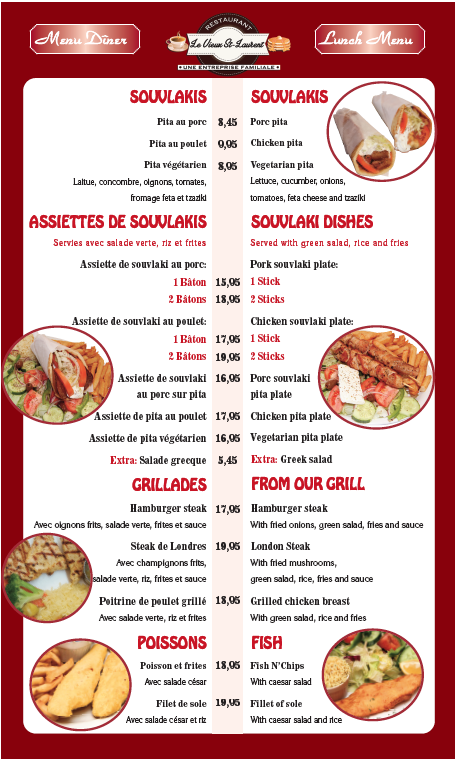 Menu Dîner
RESTAURANT
Le Vieux St-Laurent
UNE ENTREPRISE FAMILIALE
Lunch Menu
SOUVLAKIS SOUVLAKIS
Pita au porc 8,45 Porc pita
Pita au poulet 9,95 Chicken pita
Pita végétarien 8,95 Vegetarian pita
Laitue, concombre, oignons, tomates, Lettuce, cucumber, onions,
fromage feta et tzaziki tomatoes, feta cheese and tzaziki
ASSIETTES DE SOUVLAKIS SOUVLAKI DISHES
Servies avec salade verte, riz et frites Served with green salad, rice and fries
Assiette de souvlaki au porc: Pork souvlaki plate:
1 Bâton 15,95 1 Stick
2 Bâtons 18,95 2 Sticks
Assiette de souvlaki au poulet: Chicken souvlaki plate:
1 Bâton 17,95 1 Stick
2 Bâtons 19,95 2 Sticks
Assiette de souvlaki 16,95 Porc souvlaki
au porc sur pita pita plate
Assiette de pita au poulet 17,95 Chicken pita plate
Assiette de pita végétarien 16,95 Vegetarian pita plate
Extra: Salade grecque 5,45 Extra: Greek salad
GRILLADES FROM OUR GRILL
Hamburger steak 17,95 Hamburger steak
Avec oignons frits, salade verte, frites et sauce With fried onions, green salad, fries and sauce
Steak de Londres 19,95 London Steak
Avec champignons frits, With fried mushrooms,
salade verte, riz, frites et sauce green salad, rice, fries and sauce
Poitrine de poulet grillé 18,95 Grilled chicken breast
Avec salade verte, riz et frites With green salad, rice and fries
POISSONS FISH
Poisson et frites 18,95 Fish N'Chips
Avec salade césar With caesar salad
Filet de sole 19,95 Fillet of sole
Avec salade césar et riz With caesar salad and rice